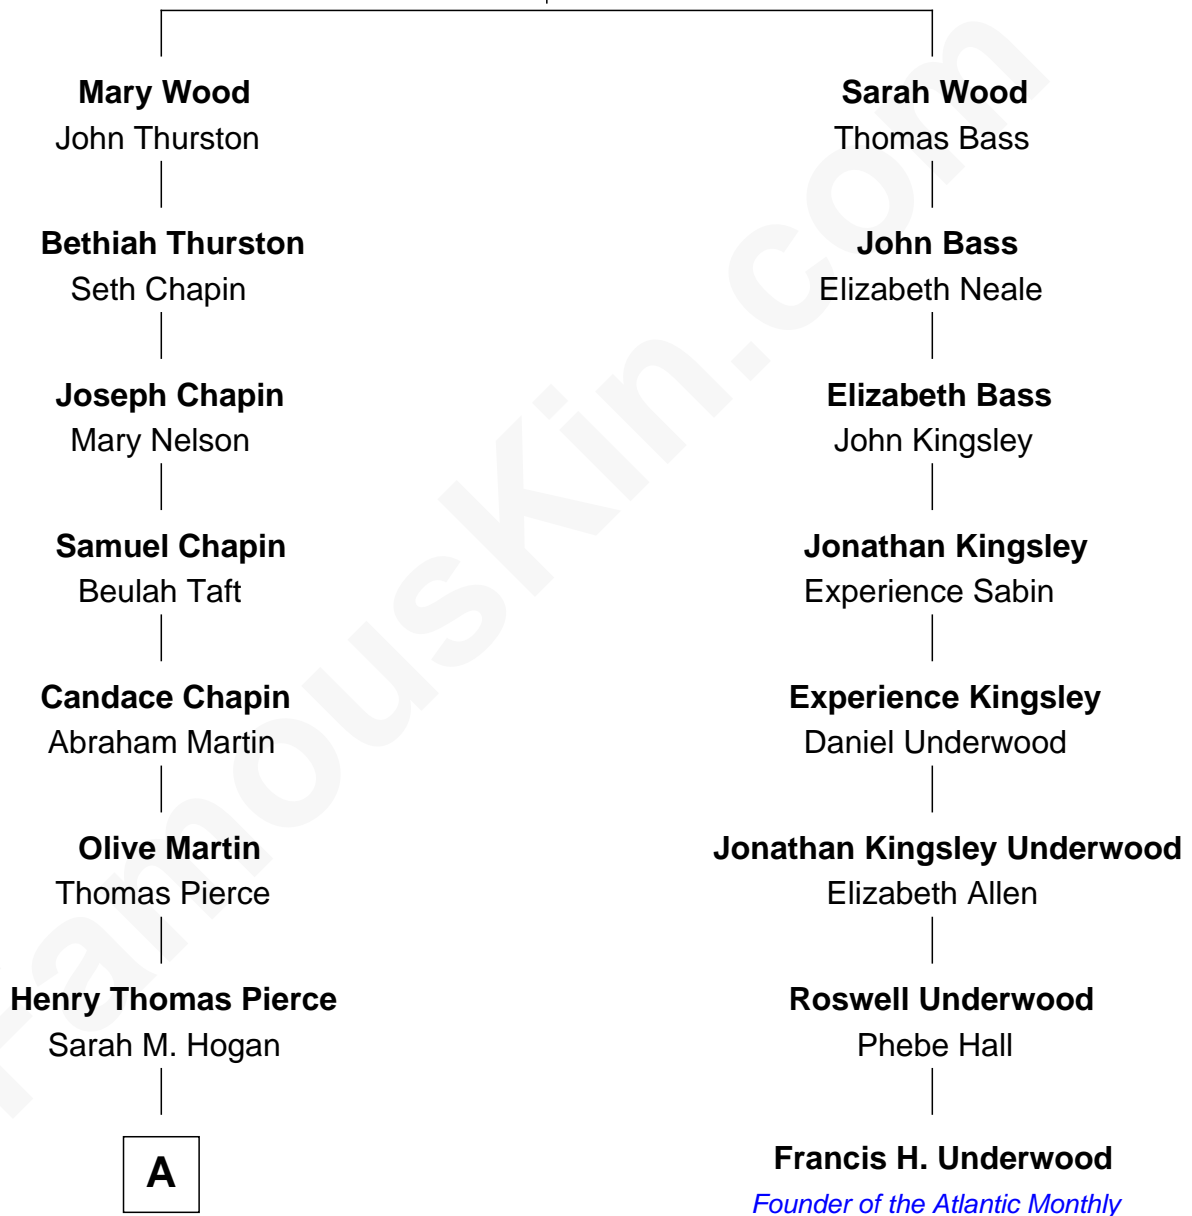 Mary Wood
John Thurston
Bethiah Thurston
Seth Chapin
Joseph Chapin
Mary Nelson
Samuel Chapin
Beulah Taft
Candace Chapin
Abraham Martin
Olive Martin
Thomas Pierce
Henry Thomas Pierce
Sarah M. Hogan
A
Sarah Wood
Thomas Bass
John Bass
Elizabeth Neale
Elizabeth Bass
John Kingsley
Jonathan Kingsley
Experience Sabin
Experience Kingsley
Daniel Underwood
Jonathan Kingsley Underwood
Elizabeth Allen
Roswell Underwood
Phebe Hall
Francis H. Underwood
Founder of the Atlantic Monthly
FamousKin.com